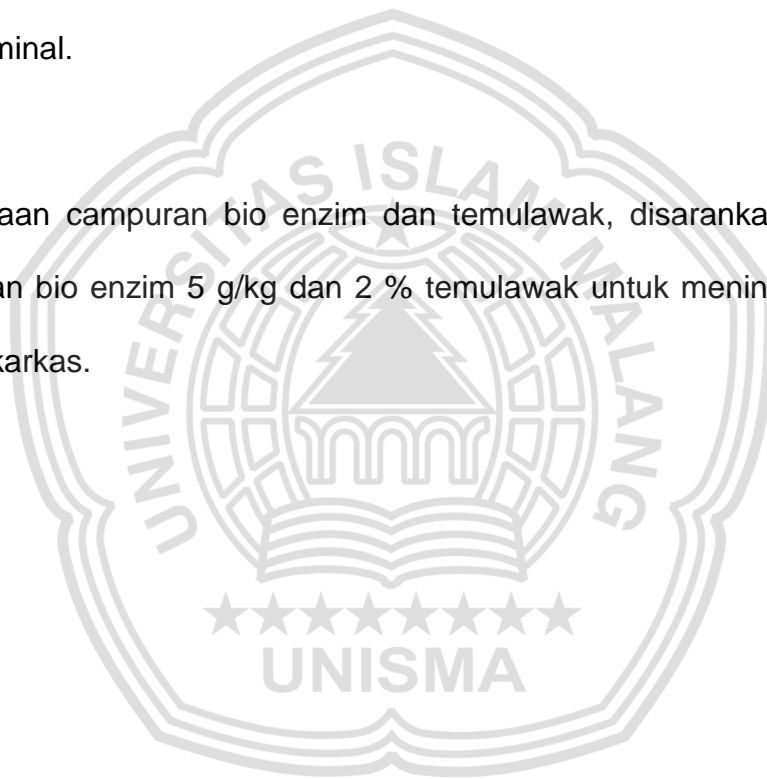 minal.
aan campuran bio enzim dan temulawak, disaranka
an bio enzim 5 g/kg dan 2 % temulawak untuk menin
karkas.
UNIVERSITAS ISLAM MALANG
UNISMA